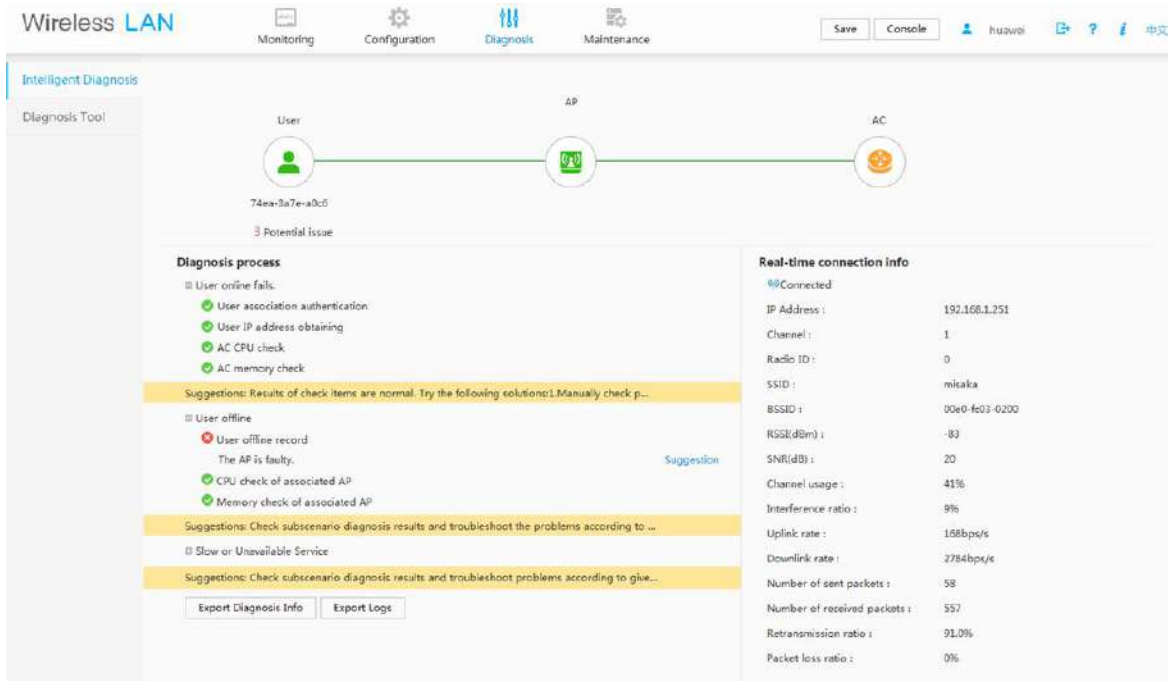 Wireless LAN
Monitoring
Configuration
Diagnosis
Maintenance
Save
Console
huawei
?
i
中文
Intelligent Diagnosis
Diagnosis Tool
User
AP
AC
74ea-3a7e-a0c6
3 Potential issue
Diagnosis process
User online fails.
User association authentication
User IP address obtaining
AC CPU check
AC memory check
Suggestions: Results of check items are normal. Try the following solutions:1.Manually check p...
User offline
User offline record
The AP is faulty.
Suggestion
CPU check of associated AP
Memory check of associated AP
Suggestions: Check subscenario diagnosis results and troubleshoot the problems according to ...
Slow or Unavailable Service
Suggestions: Check subscenario diagnosis results and troubleshoot problems according to give...
Export Diagnosis Info
Export Logs
Real-time connection info
Connected
IP Address : 192.168.1.251
Channel : 1
Radio ID : 0
SSID : misaka
BSSID : 00e0-fc03-0200
RSSI(dBm) : -83
SNR(dB) : 20
Channel usage : 41%
Interference ratio : 9%
Uplink rate : 168bps/s
Downlink rate : 2784bps/s
Number of sent packets : 58
Number of received packets : 557
Retransmission ratio : 91.0%
Packet loss ratio : 0%